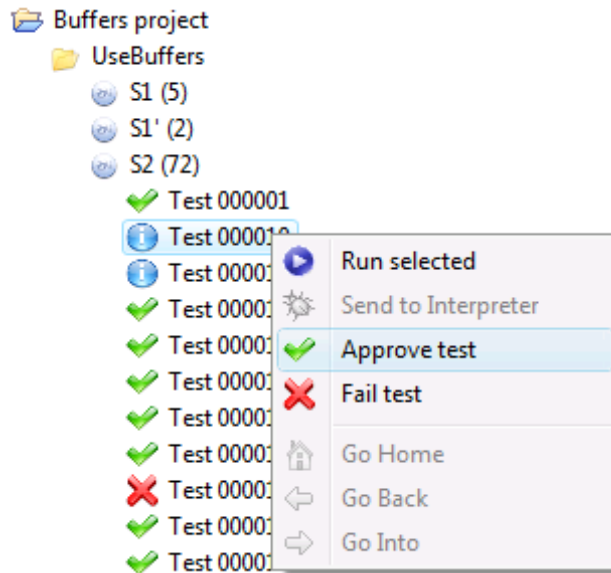 Buffers project
UseBuffers
S1 (5)
S1' (2)
S2 (72)
Test 000001
Test 000010
Test 00001
Test 00001
Test 00001
Test 00001
Test 00001
Test 00001
Test 00001
Test 00001
Test 00001
Run selected
Send to Interpreter
Approve test
Fail test
Go Home
Go Back
Go Into